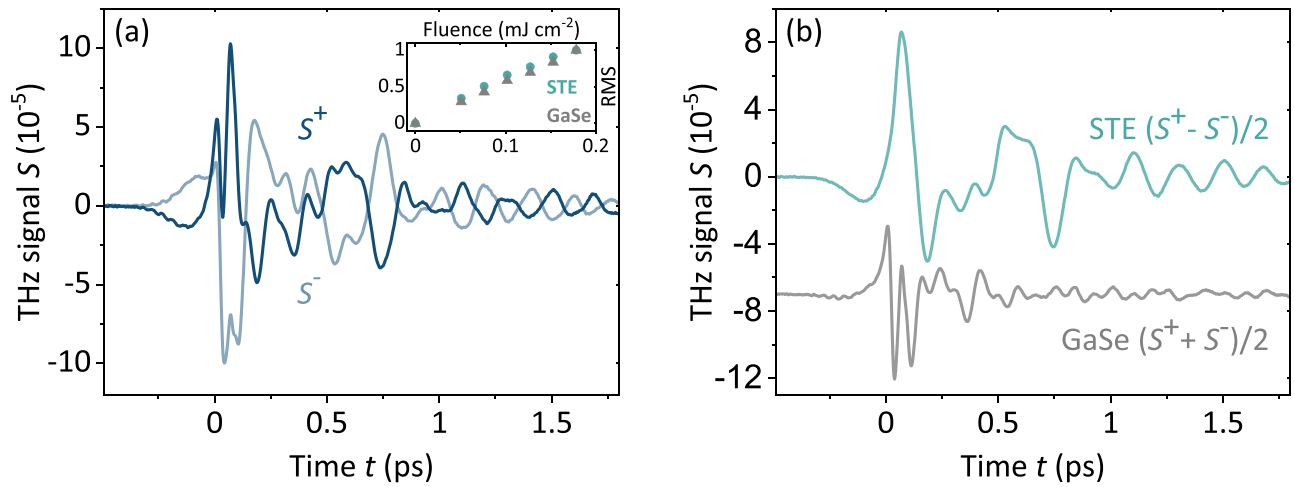 (a)
THz signal S (10⁻⁵)
10
5
0
-5
-10
S⁺
S⁻
Fluence (mJ cm⁻²)
1
0.5
0
STE
GaSe
RMS
0
0.1
0.2
0
0.5
1
1.5
Time t (ps)
(b)
THz signal S (10⁻⁵)
8
4
0
-4
-8
-12
STE (S⁺- S⁻)/2
GaSe (S⁺+ S⁻)/2
0
0.5
1
1.5
Time t (ps)